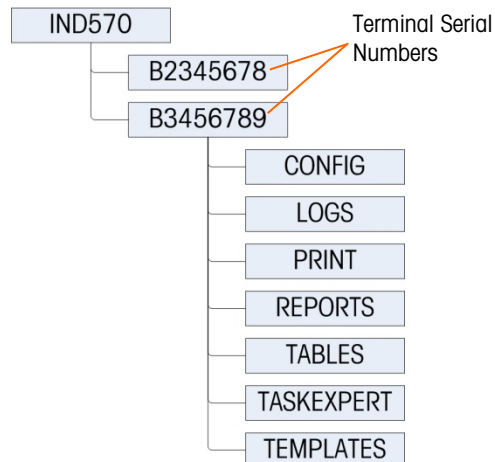 IND570
Terminal Serial
Numbers
B2345678
B3456789
CONFIG
LOGS
PRINT
REPORTS
TABLES
TASKEXPERT
TEMPLATES